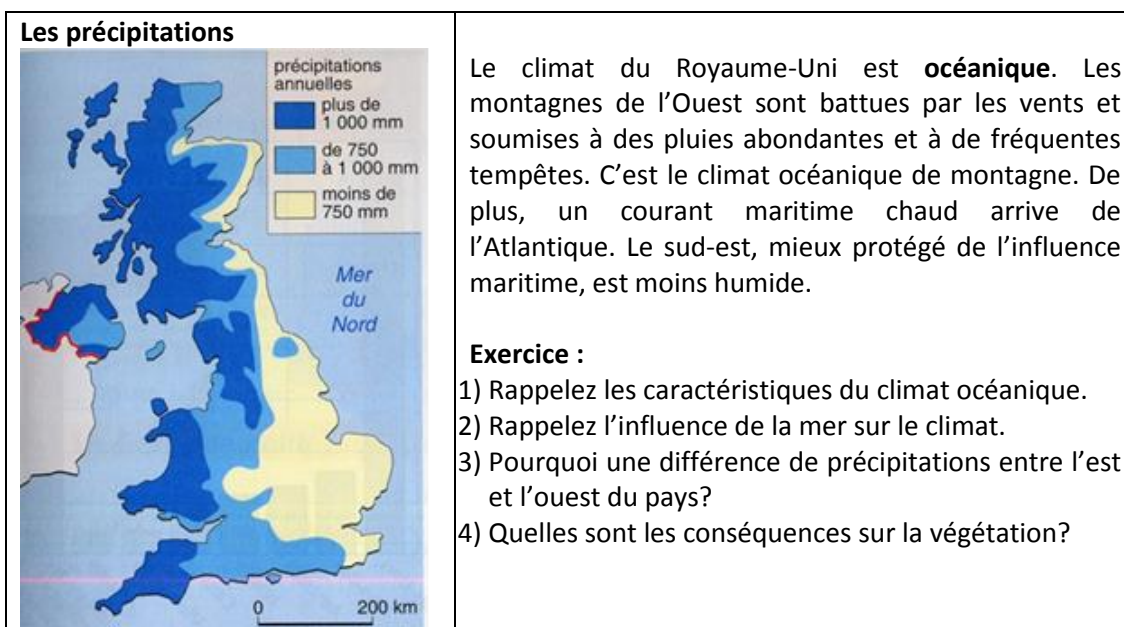 Les précipitations
précipitations
annuelles
plus de
1 000 mm
de 750
à 1 000 mm
moins de
750 mm
Mer
du
Nord
0 200 km
Le climat du Royaume-Uni est océanique. Les
montagnes de l’Ouest sont battues par les vents et
soumises à des pluies abondantes et à de fréquentes
tempêtes. C’est le climat océanique de montagne. De
plus, un courant maritime chaud arrive de
l’Atlantique. Le sud-est, mieux protégé de l’influence
maritime, est moins humide.
Exercice :
1) Rappelez les caractéristiques du climat océanique.
2) Rappelez l’influence de la mer sur le climat.
3) Pourquoi une différence de précipitations entre l’est
et l’ouest du pays?
4) Quelles sont les conséquences sur la végétation?